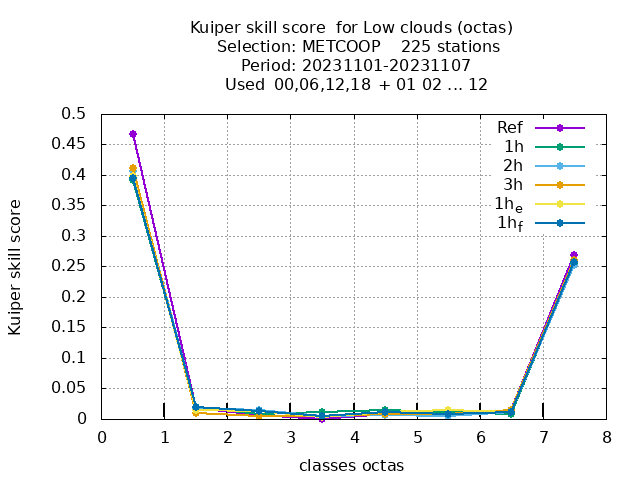 Kuiper skill score  for Low clouds (octas)
Selection: METCOOP    225 stations
Period: 20231101-20231107
Used  00,06,12,18 + 01 02 ... 12
Kuiper skill score
0.5
0.45
0.4
0.35
0.3
0.25
0.2
0.15
0.1
0.05
0
Ref
1h
2h
3h
1he
1hf
0 1 2 3 4 5 6 7 8
classes octas